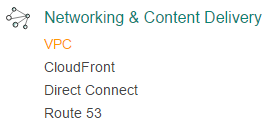 Networking & Content Delivery
VPC
CloudFront
Direct Connect
Route 53